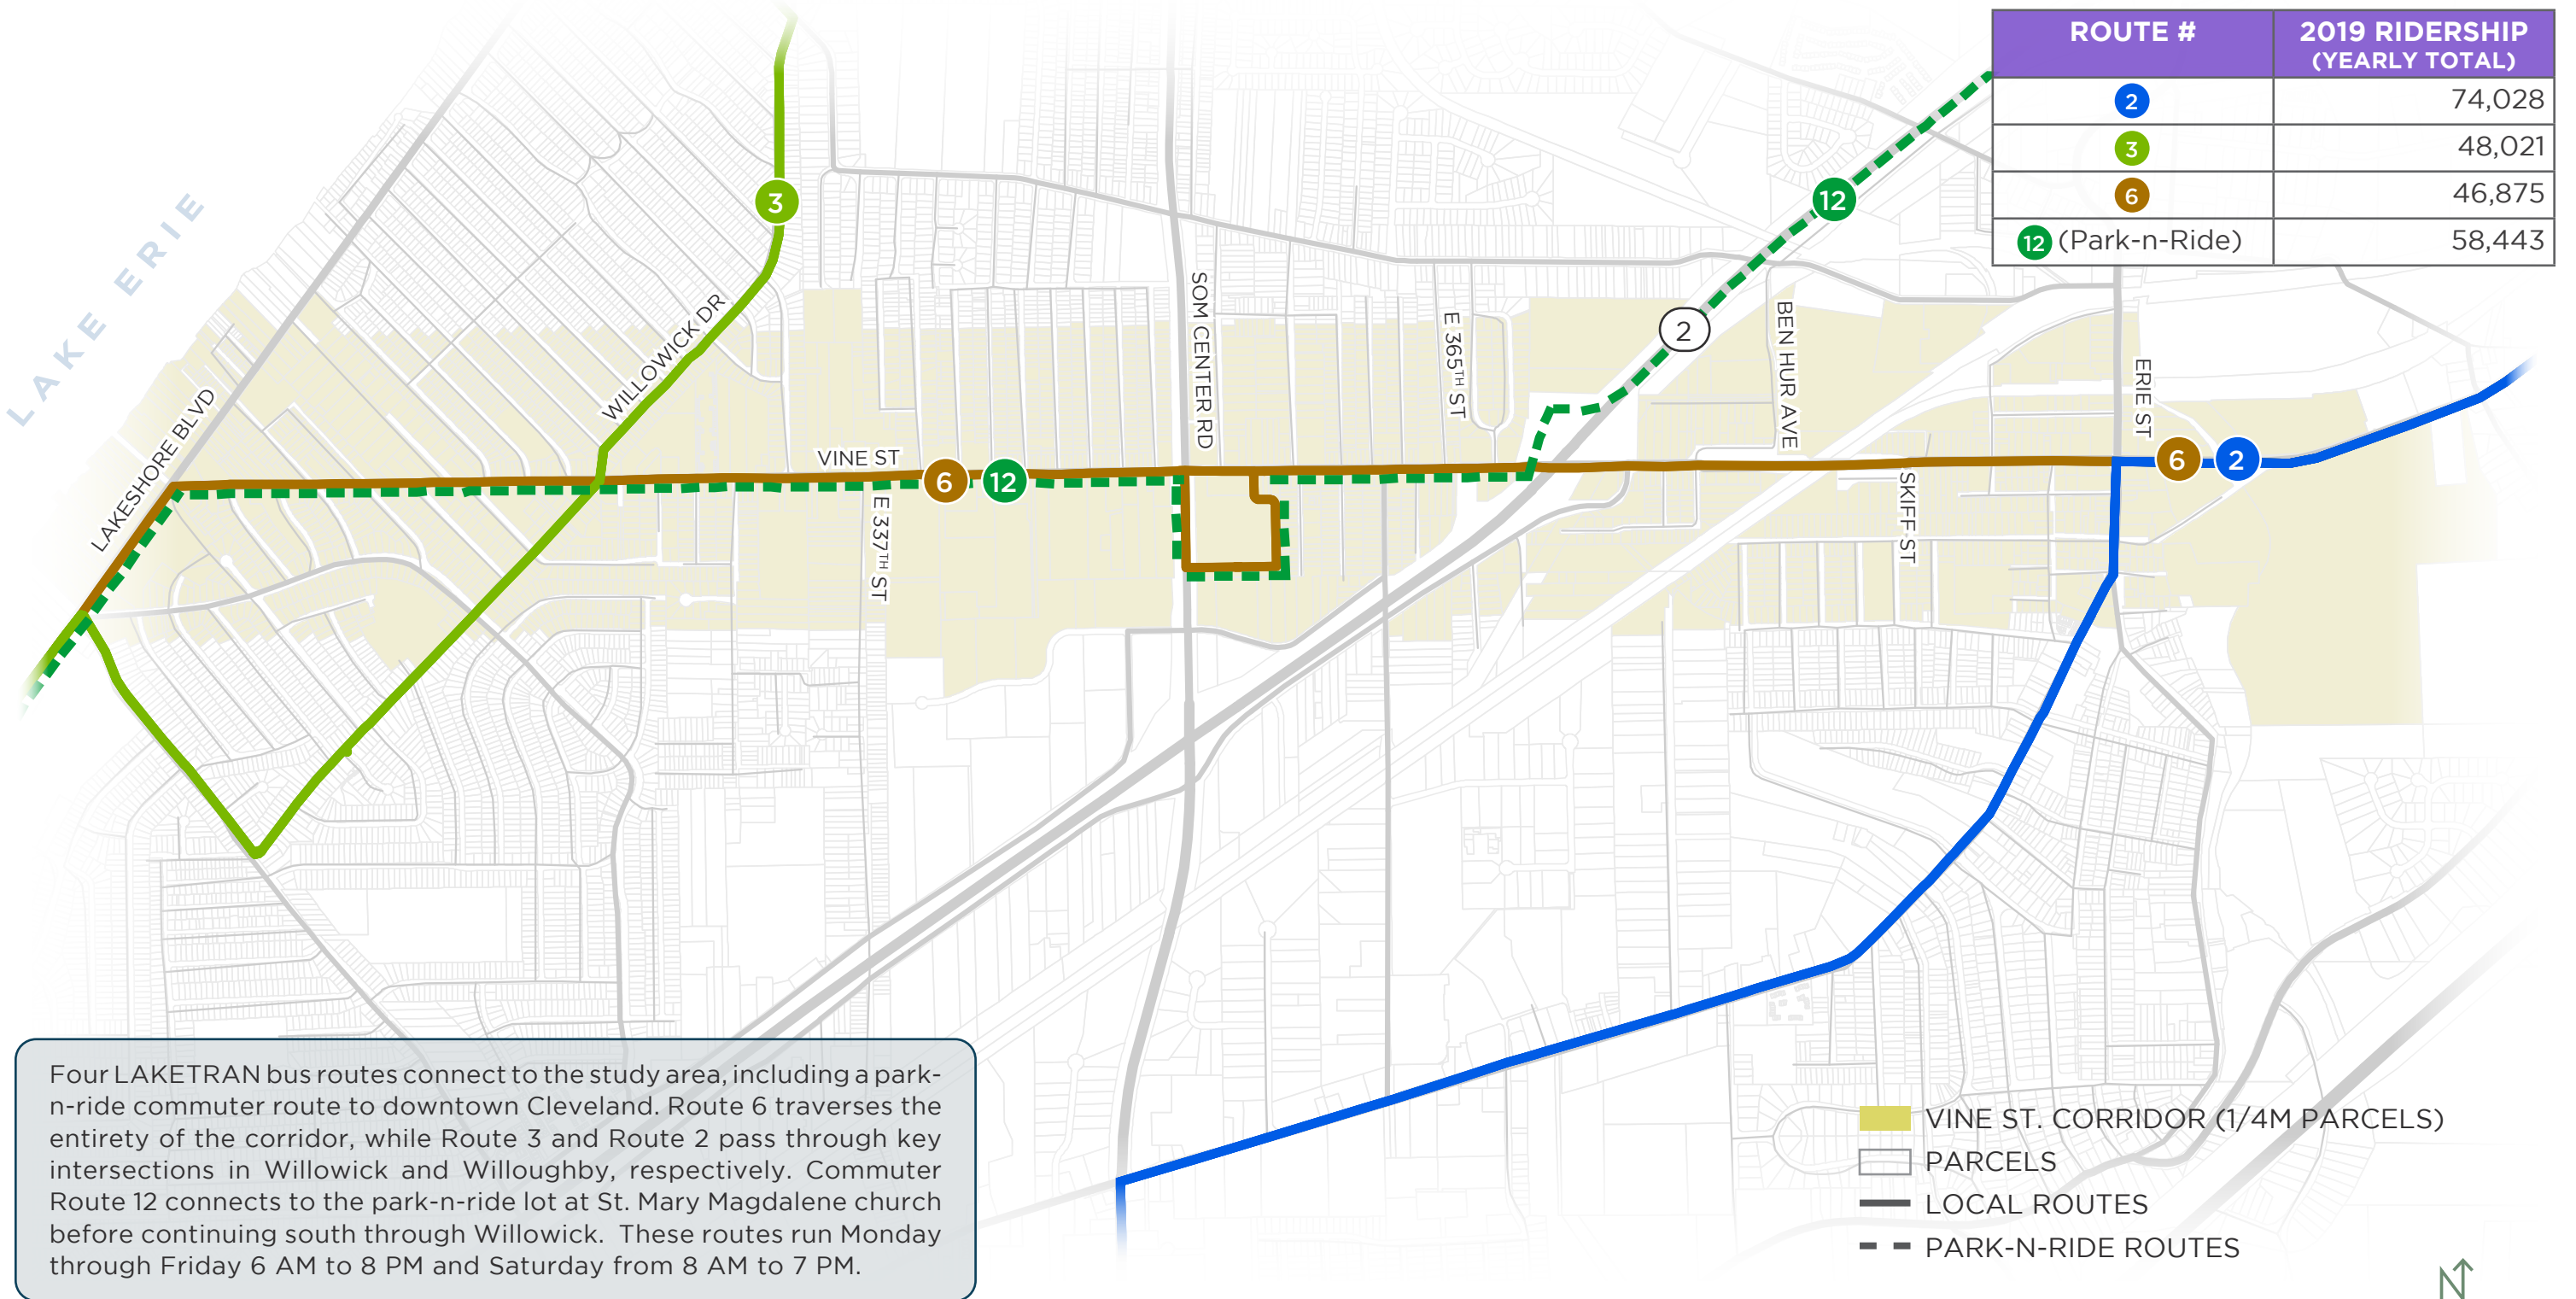 ROUTE # 2019 RIDERSHIP
(YEARLY TOTAL)
2 74,028
3 48,021
6 46,875
12 (Park-n-Ride) 58,443
LAKE ERIE
3
12
2
WILLOWICK DR
SOM CENTER RD
E 365TH ST
BEN HUR AVE
ERIE ST
LAKESHORE BLVD
VINE ST
6 12
6 2
E 337TH ST
SKIFF ST
Four LAKETRAN bus routes connect to the study area, including a park-
n-ride commuter route to downtown Cleveland. Route 6 traverses the
entirety of the corridor, while Route 3 and Route 2 pass through key
intersections in Willowick and Willoughby, respectively. Commuter
Route 12 connects to the park-n-ride lot at St. Mary Magdalene church
before continuing south through Willowick. These routes run Monday
through Friday 6 AM to 8 PM and Saturday from 8 AM to 7 PM.
VINE ST. CORRIDOR (1/4M PARCELS)
PARCELS
LOCAL ROUTES
PARK-N-RIDE ROUTES
N